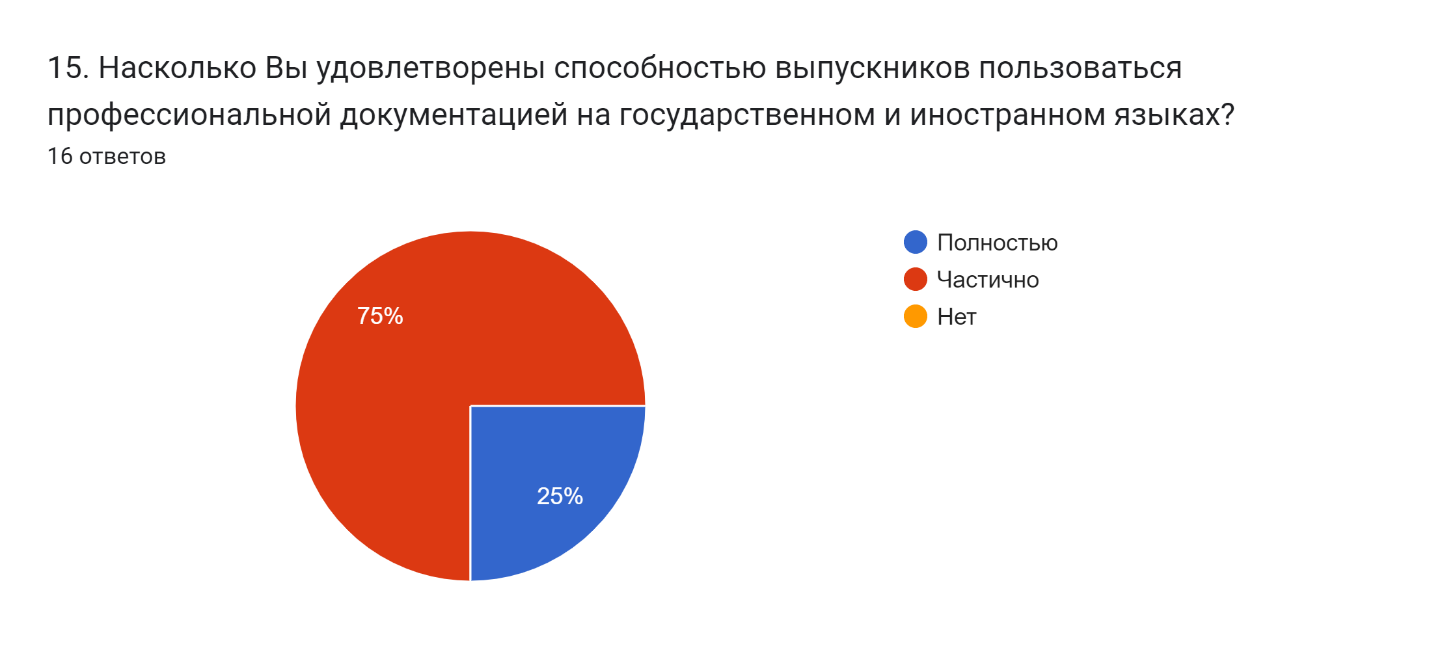 15. Насколько Вы удовлетворены способностью выпускников пользоваться
профессиональной документацией на государственном и иностранном языках?
16 ответов
Полностью
Частично
Нет
75%
25%